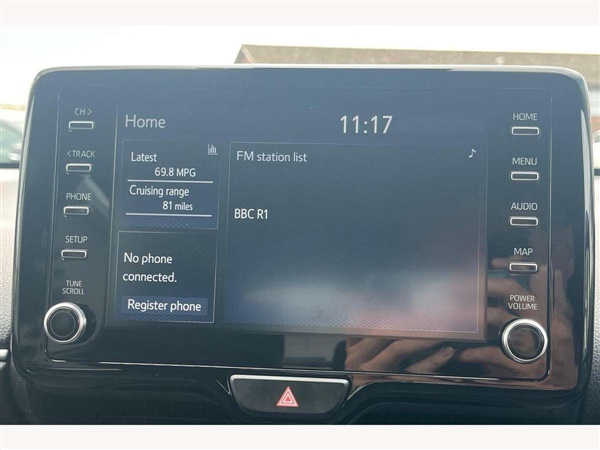 CH >
< TRACK
PHONE
SETUP
TUNE
SCROLL
Home
11:17
Latest
69.8 MPG
Cruising range
81 miles
No phone
connected.
Register phone
FM station list
♪
BBC R1
HOME
MENU
AUDIO
MAP
POWER
VOLUME